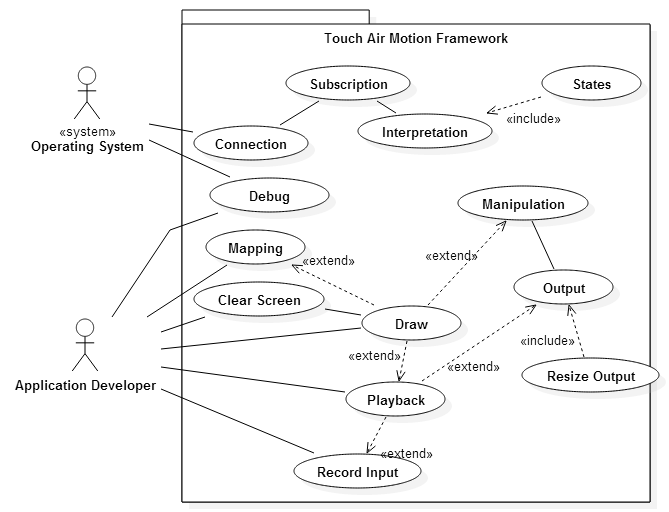 Touch Air Motion Framework
Subscription
States
«include»
Interpretation
«system»
Operating System
Connection
Debug
Manipulation
Mapping
«extend»
«extend»
Clear Screen
Output
Draw
«include»
«extend»
«extend»
Application Developer
Resize Output
Playback
«extend»
Record Input